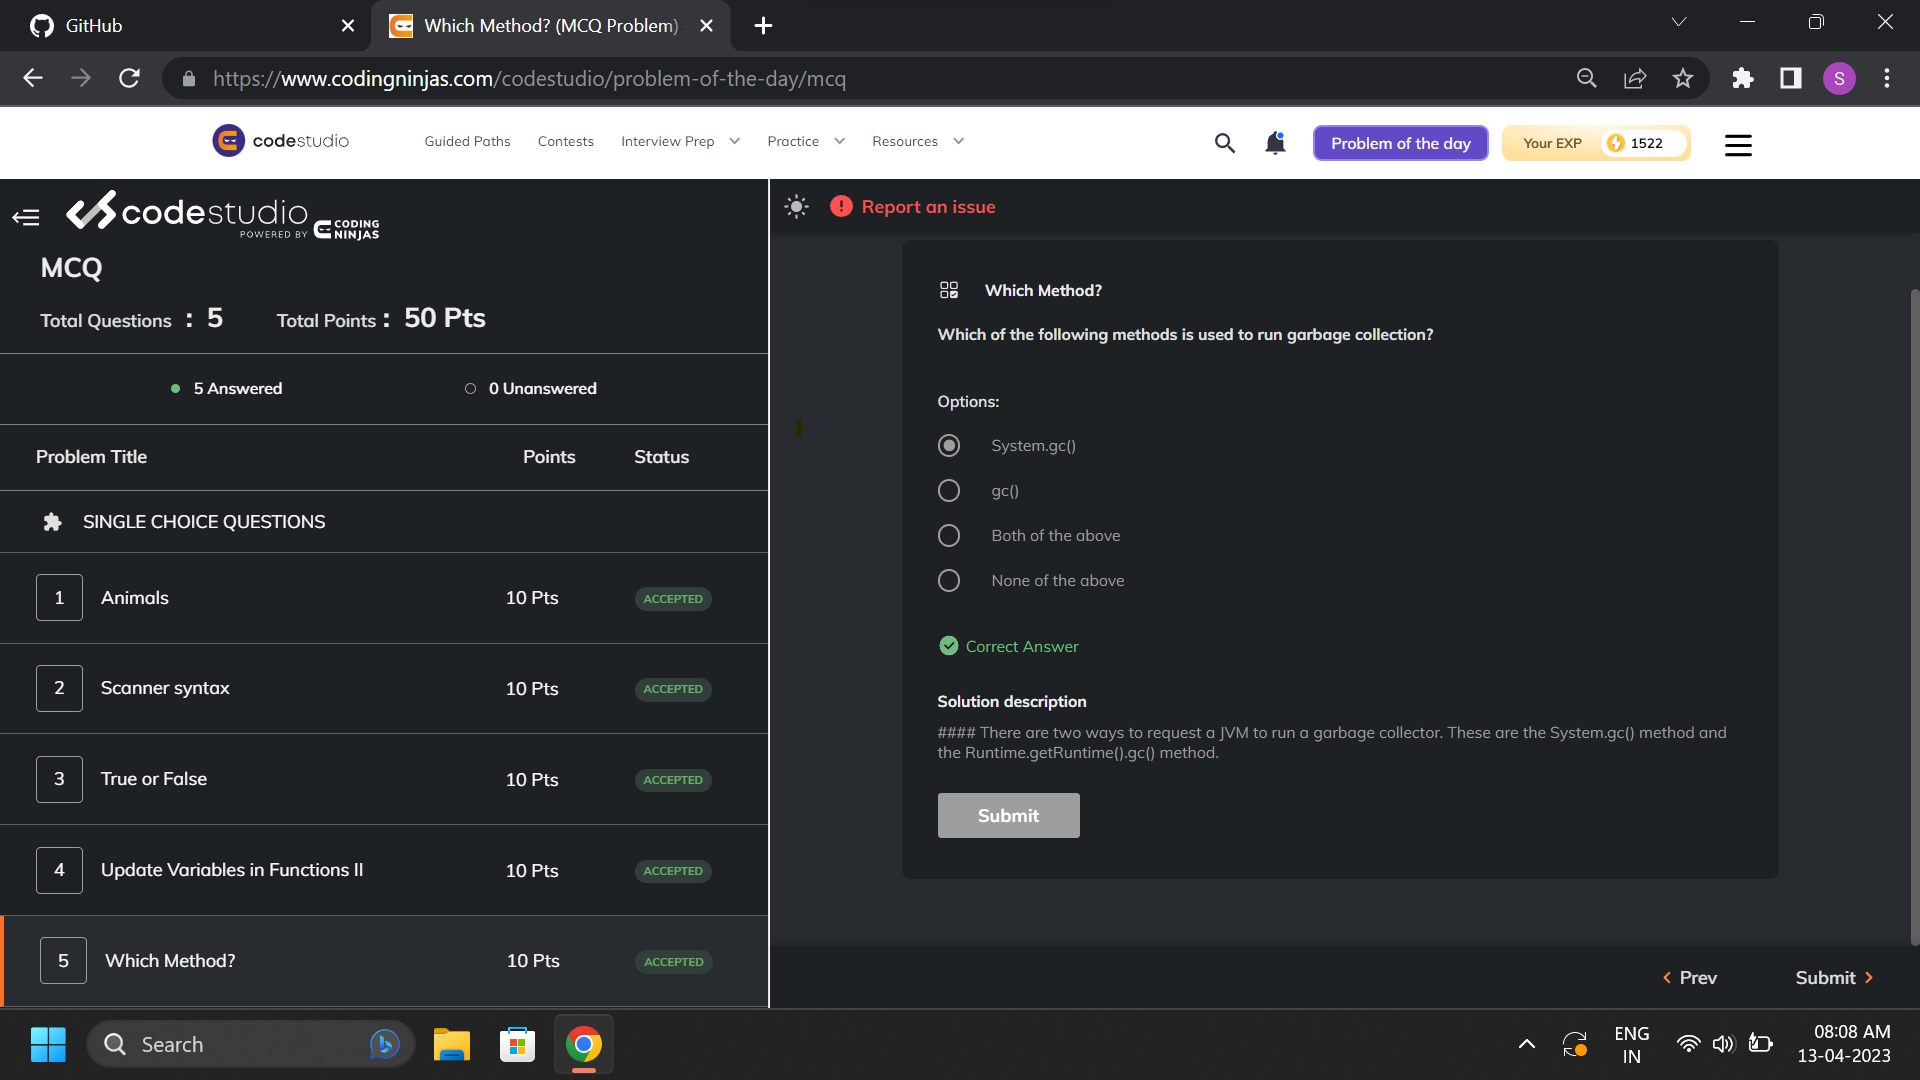 GitHub
Which Method? (MCQ Problem)
https://www.codingninjas.com/codestudio/problem-of-the-day/mcq
S
codestudio
Guided Paths
Contests
Interview Prep
Practice
Resources
Problem of the day
Your EXP
1522
codestudio
POWERED BY CODING NINJAS
MCQ
Total Questions : 5
Total Points : 50 Pts
5 Answered
0 Unanswered
Problem Title
Points
Status
SINGLE CHOICE QUESTIONS
1 Animals 10 Pts ACCEPTED
2 Scanner syntax 10 Pts ACCEPTED
3 True or False 10 Pts ACCEPTED
4 Update Variables in Functions II 10 Pts ACCEPTED
5 Which Method? 10 Pts ACCEPTED
Report an issue
Which Method?
Which of the following methods is used to run garbage collection?
Options:
System.gc()
gc()
Both of the above
None of the above
Correct Answer
Solution description
#### There are two ways to request a JVM to run a garbage collector. These are the System.gc() method and
the Runtime.getRuntime().gc() method.
Submit
Prev
Submit
Search
ENG
IN
08:08 AM
13-04-2023